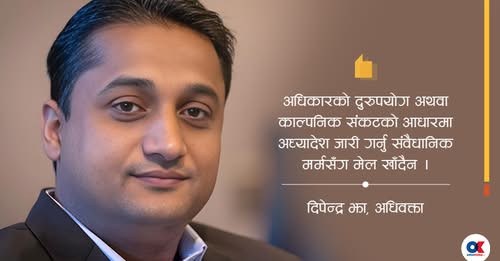 अधिकारको दुरुपयोग अथवा
काल्पनिक संकटको आधारमा
अध्यादेश जारी गर्नु संवैधानिक
मर्मसँग मेल खाँदैन ।
दिपेन्द्र झा, अधिवक्ता